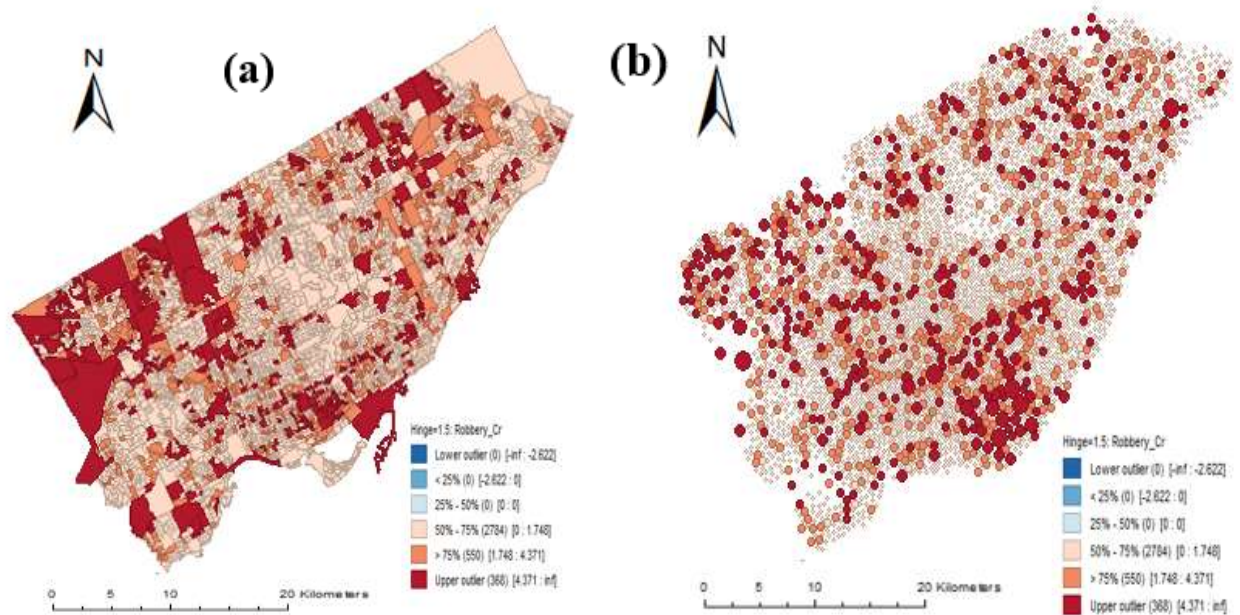 N
(a)
Hinge=1.5: Robbery_Cr
Lower outlier (0) [-inf : -2.622]
< 25% (0) [-2.622 : 0]
25% - 50% (0) [0 : 0]
50% - 75% (2784) [0 : 1.748]
> 75% (550) [1.748 : 4.371]
Upper outlier (368) [4.371 : inf]
0 5 10 20 Kilometers
(b)
N
Hinge=1.5: Robbery_Cr
Lower outlier (0) [-inf : -2.622]
< 25% (0) [-2.622 : 0]
25% - 50% (0) [0 : 0]
50% - 75% (2784) [0 : 1.748]
> 75% (550) [1.748 : 4.371]
Upper outlier (368) [4.371 : inf]
0 5 10 20 Kilometers